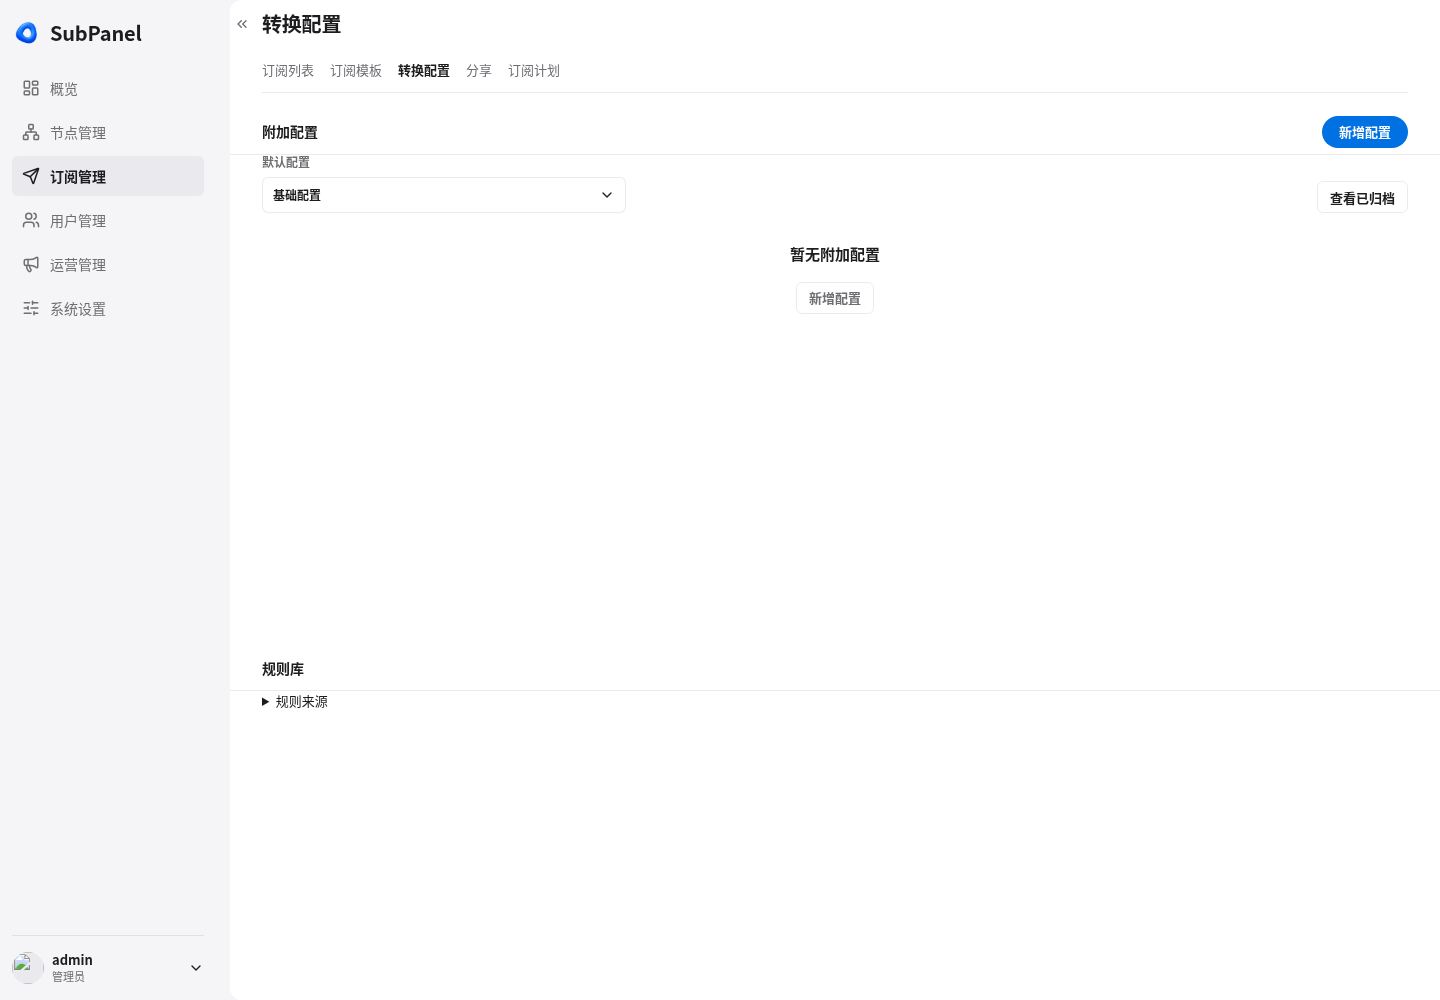 SubPanel
概览
节点管理
订阅管理
用户管理
运营管理
系统设置
admin
管理员
转换配置
订阅列表 订阅模板 转换配置 分享 订阅计划
附加配置 新增配置
默认配置
基础配置 查看已归档
暂无附加配置
新增配置
规则库
规则来源